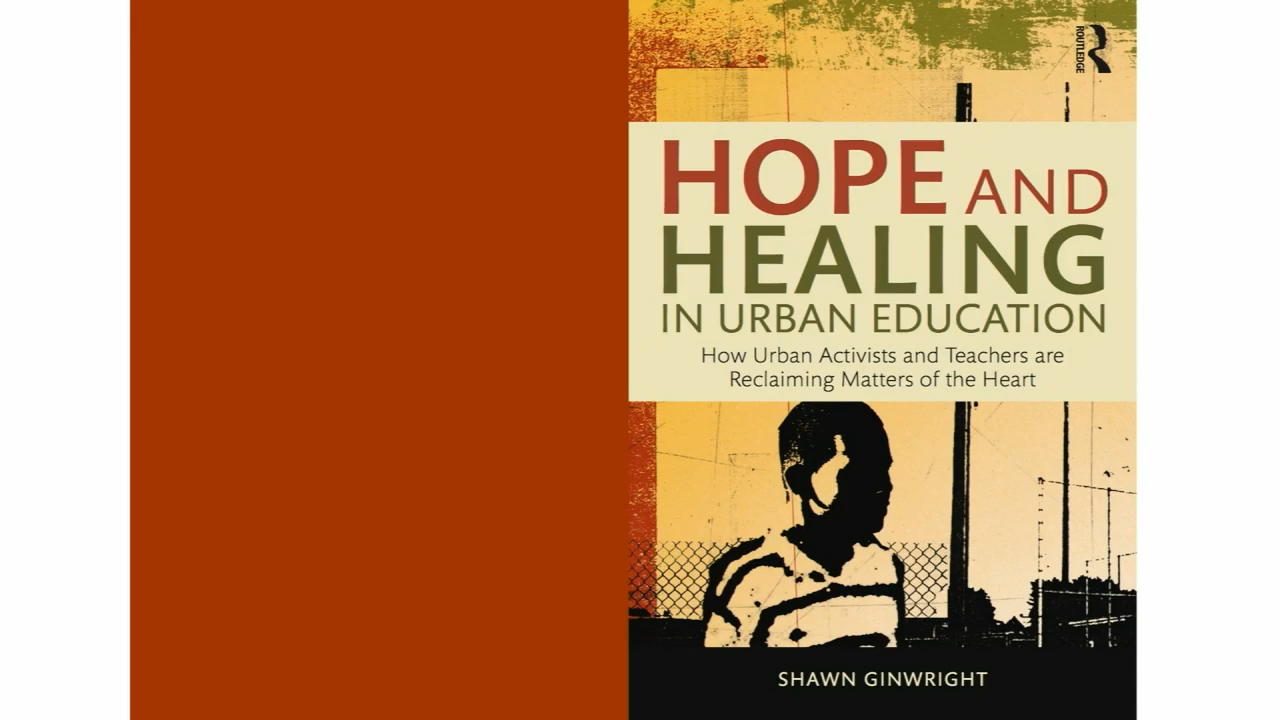 ROUTLEDGE
HOPE AND
HEALING
IN URBAN EDUCATION
How Urban Activists and Teachers are
Reclaiming Matters of the Heart
SHAWN GINWRIGHT